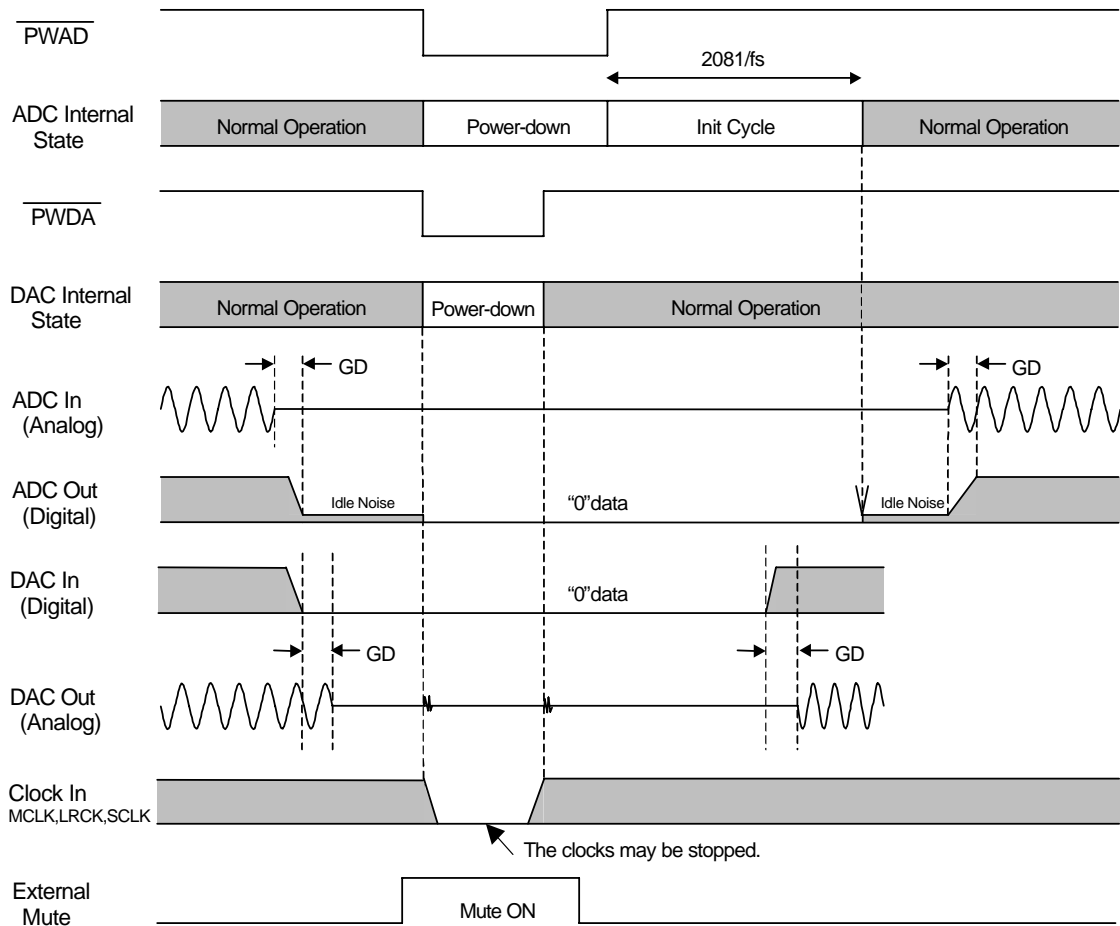 PWAD
2081/fs
ADC Internal
State
Normal Operation
Power-down
Init Cycle
Normal Operation
PWDA
DAC Internal
State
Normal Operation
Power-down
Normal Operation
GD
GD
ADC In
(Analog)
ADC Out
(Digital)
Idle Noise
“0”data
Idle Noise
DAC In
(Digital)
“0”data
GD
GD
DAC Out
(Analog)
Clock In
MCLK,LRCK,SCLK
The clocks may be stopped.
External
Mute
Mute ON